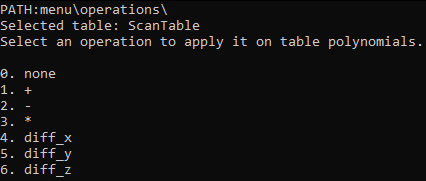 PATH:menu\operations\
Selected table: ScanTable
Select an operation to apply it on table polynomials.
0. none
1. +
2. -
3. *
4. diff_x
5. diff_y
6. diff_z